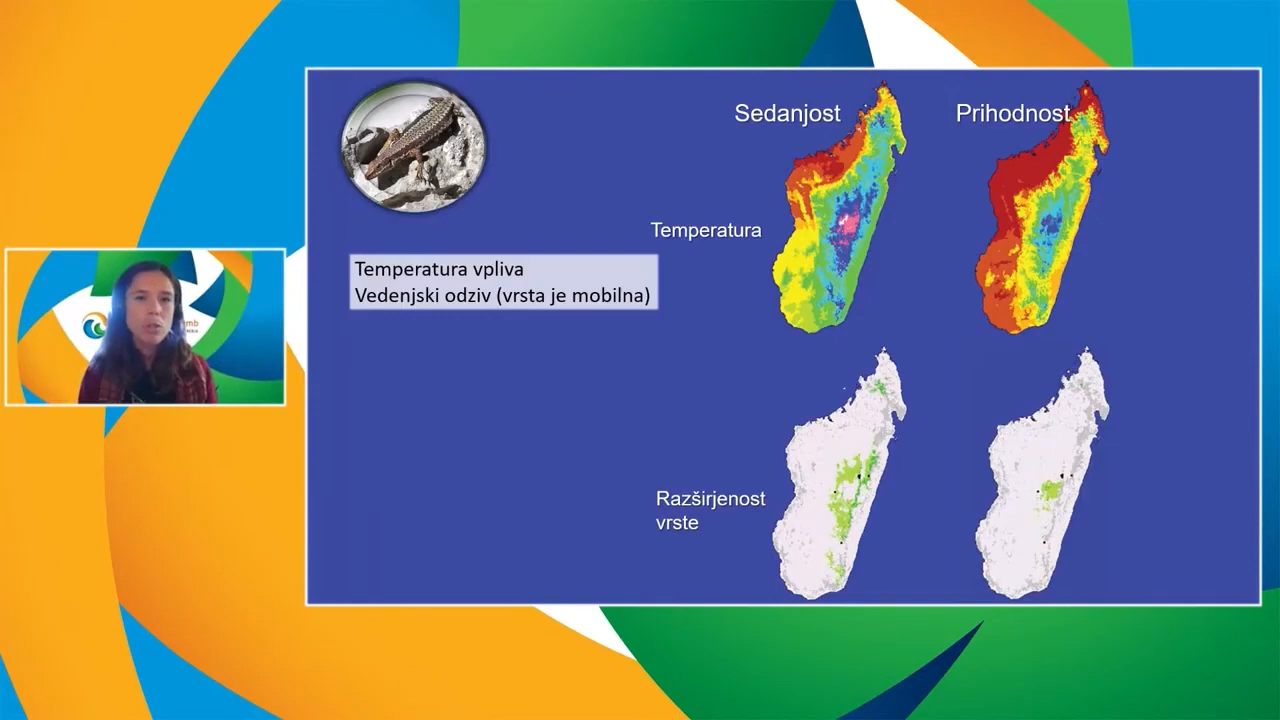 Sedanjost
Prihodnost
Temperatura
Temperatura vpliva
Vedenjski odziv (vrsta je mobilna)
Razširjenost
vrste